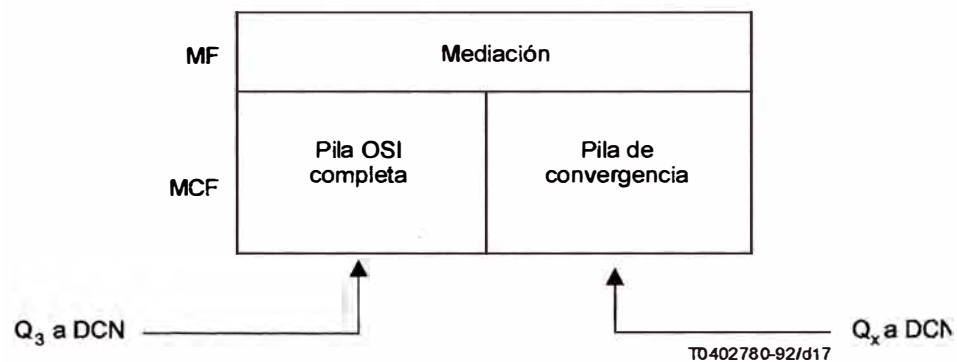 MF
Mediación
Pila OSI
completa
Pila de
convergencia
MCF
Q₃ a DCN
Qₓ a DCN
T0402780-92/d17